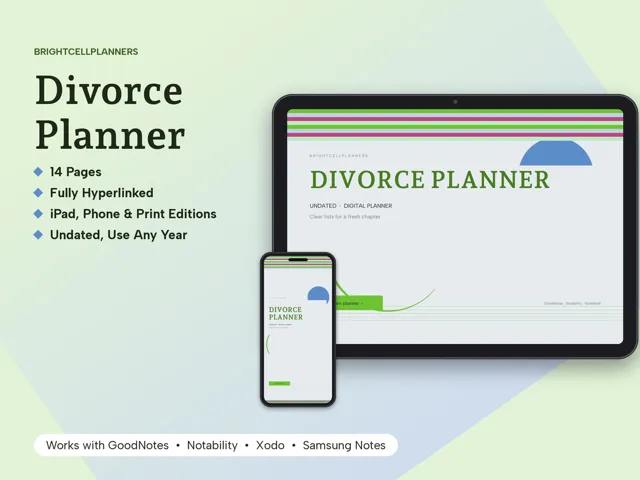 BRIGHTCELLPLANNERS
Divorce
Planner
14 Pages
Fully Hyperlinked
iPad, Phone & Print Editions
Undated, Use Any Year
BRIGHTCELLPLANNERS
DIVORCE PLANNER
UNDATED · DIGITAL PLANNER
Clear lists for a fresh chapter
planner
DIVORCE
PLANNER
Works with GoodNotes • Notability • Xodo • Samsung Notes